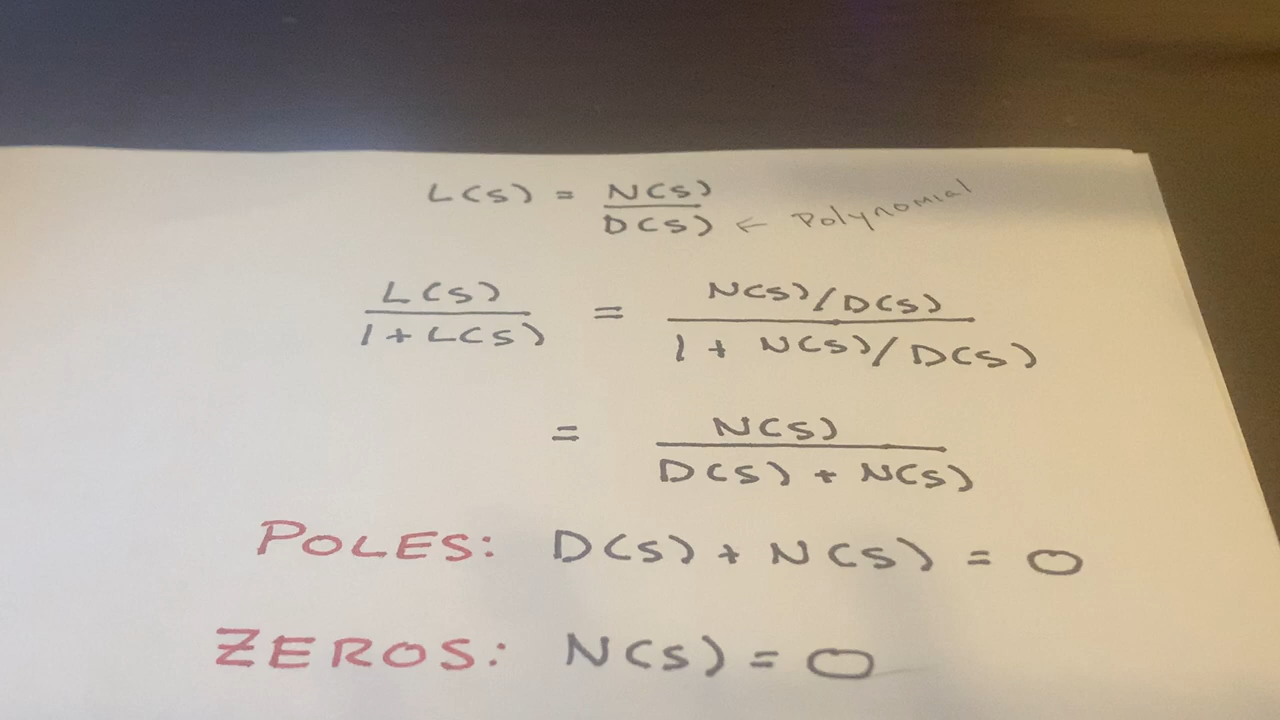 L(s) = N(s)
D(s) ← Polynomial
L(s) = N(s)/D(s)
1 + L(s) 1 + N(s)/D(s)
= N(s)
D(s) + N(s)
POLES: D(s) + N(s) = 0
ZEROS: N(s) = 0